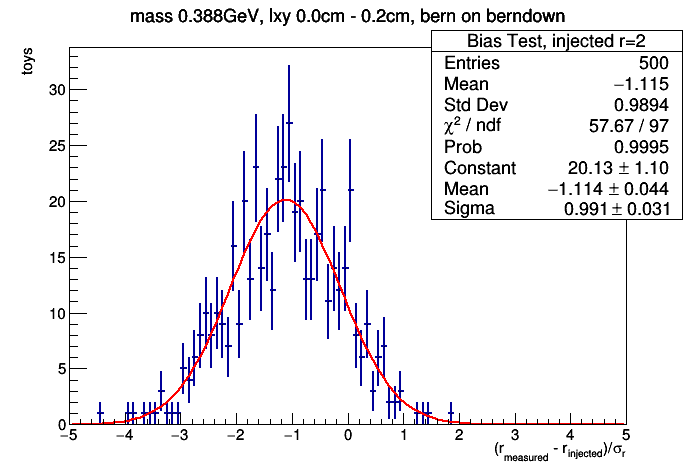 mass 0.388GeV, lxy 0.0cm - 0.2cm, bern on berndown
Bias Test, injected r=2
Entries 500
Mean −1.115
Std Dev 0.9894
χ² / ndf 57.67 / 97
Prob 0.9995
Constant 20.13 ± 1.10
Mean −1.114 ± 0.044
Sigma 0.991 ± 0.031
toys
30
25
20
15
10
5
0
−5 −4 −3 −2 −1 0 1 2 3 4 5
(r_measured - r_injected)/σ_r